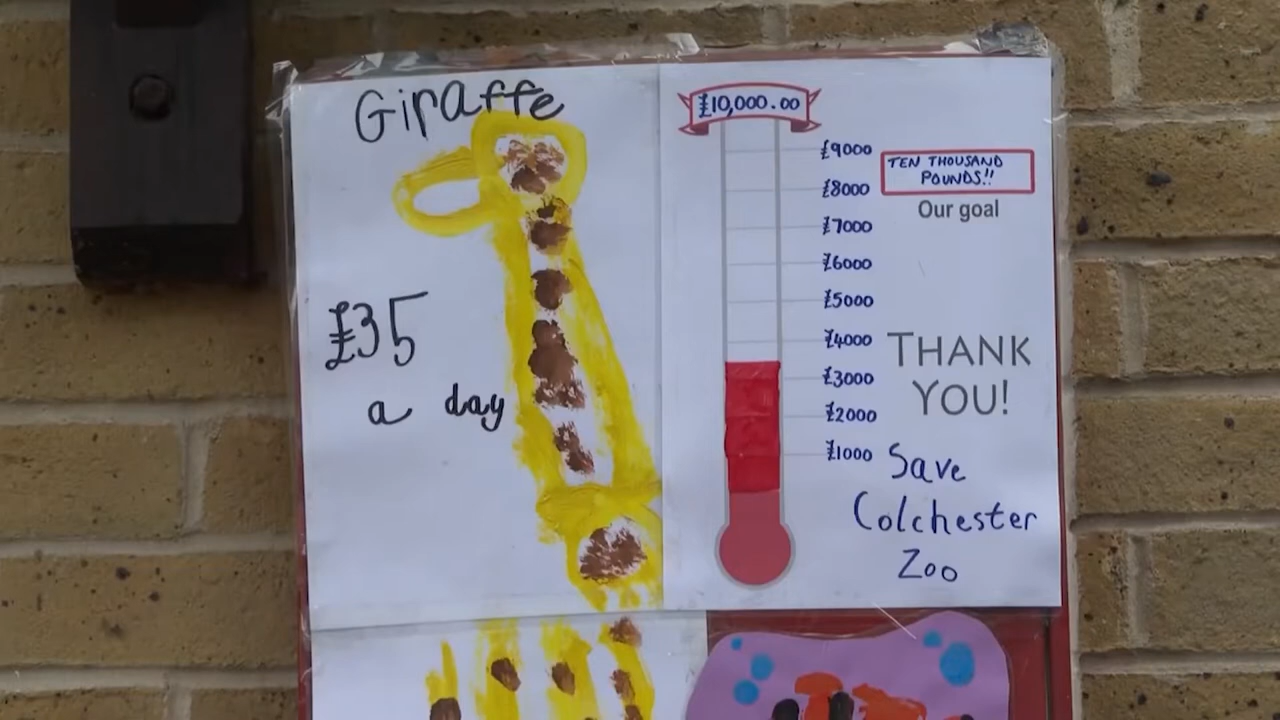 Giraffe
£35
a day
£10,000.00
£9000
£8000
£7000
£6000
£5000
£4000
£3000
£2000
£1000
TEN THOUSAND
POUNDS!!
Our goal
THANK
YOU!
Save
Colchester
Zoo